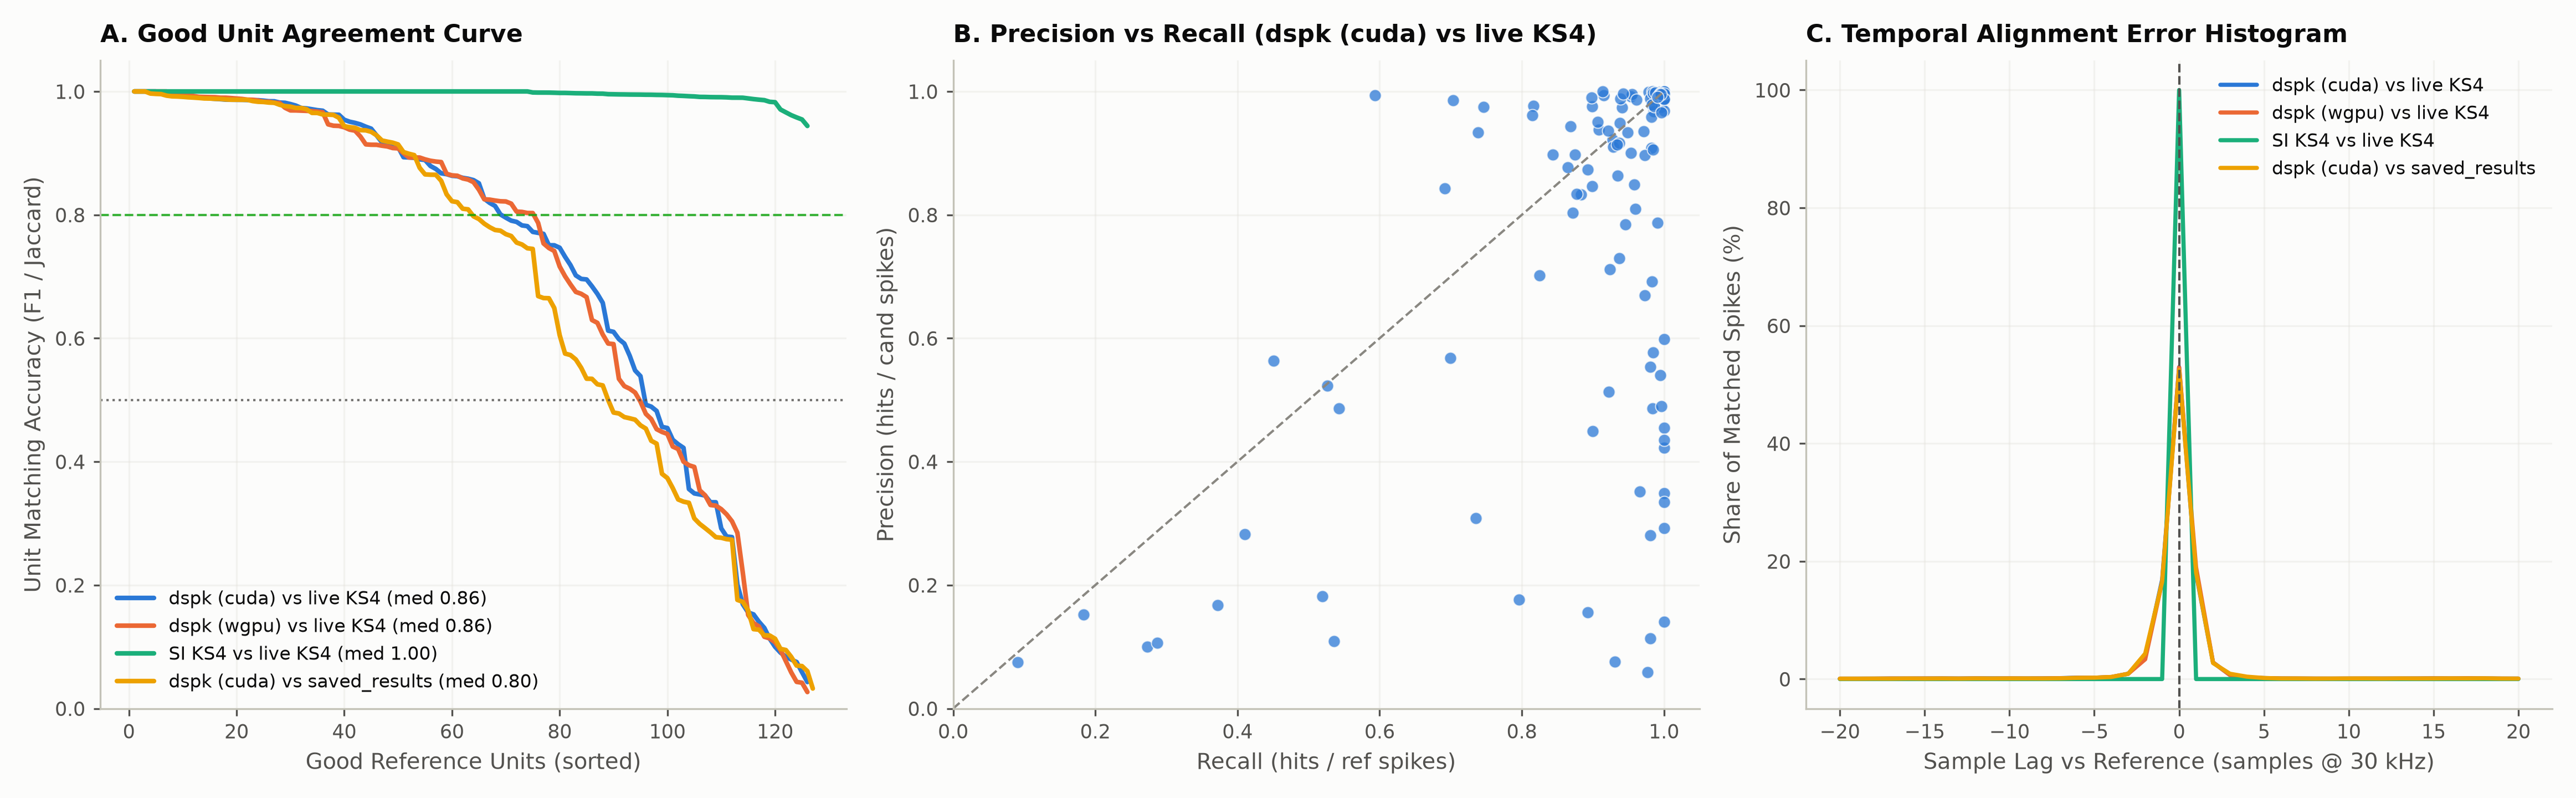 A. Good Unit Agreement Curve
Unit Matching Accuracy (F1 / Jaccard)
1.0
0.8
0.6
0.4
0.2
0.0
dspk (cuda) vs live KS4 (med 0.86)
dspk (wgpu) vs live KS4 (med 0.86)
SI KS4 vs live KS4 (med 1.00)
dspk (cuda) vs saved_results (med 0.80)
0 20 40 60 80 100 120
Good Reference Units (sorted)
B. Precision vs Recall (dspk (cuda) vs live KS4)
Precision (hits / cand spikes)
1.0
0.8
0.6
0.4
0.2
0.0
0.0 0.2 0.4 0.6 0.8 1.0
Recall (hits / ref spikes)
C. Temporal Alignment Error Histogram
Share of Matched Spikes (%)
100
80
60
40
20
0
dspk (cuda) vs live KS4
dspk (wgpu) vs live KS4
SI KS4 vs live KS4
dspk (cuda) vs saved_results
−20 −15 −10 −5 0 5 10 15 20
Sample Lag vs Reference (samples @ 30 kHz)